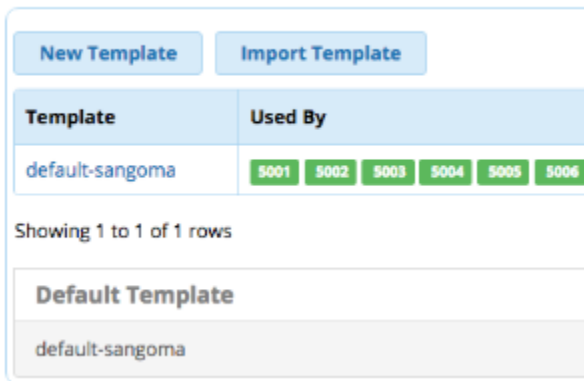 New Template Import Template
Template Used By
default-sangoma 5001 5002 5003 5004 5005 5006
Showing 1 to 1 of 1 rows
Default Template
default-sangoma